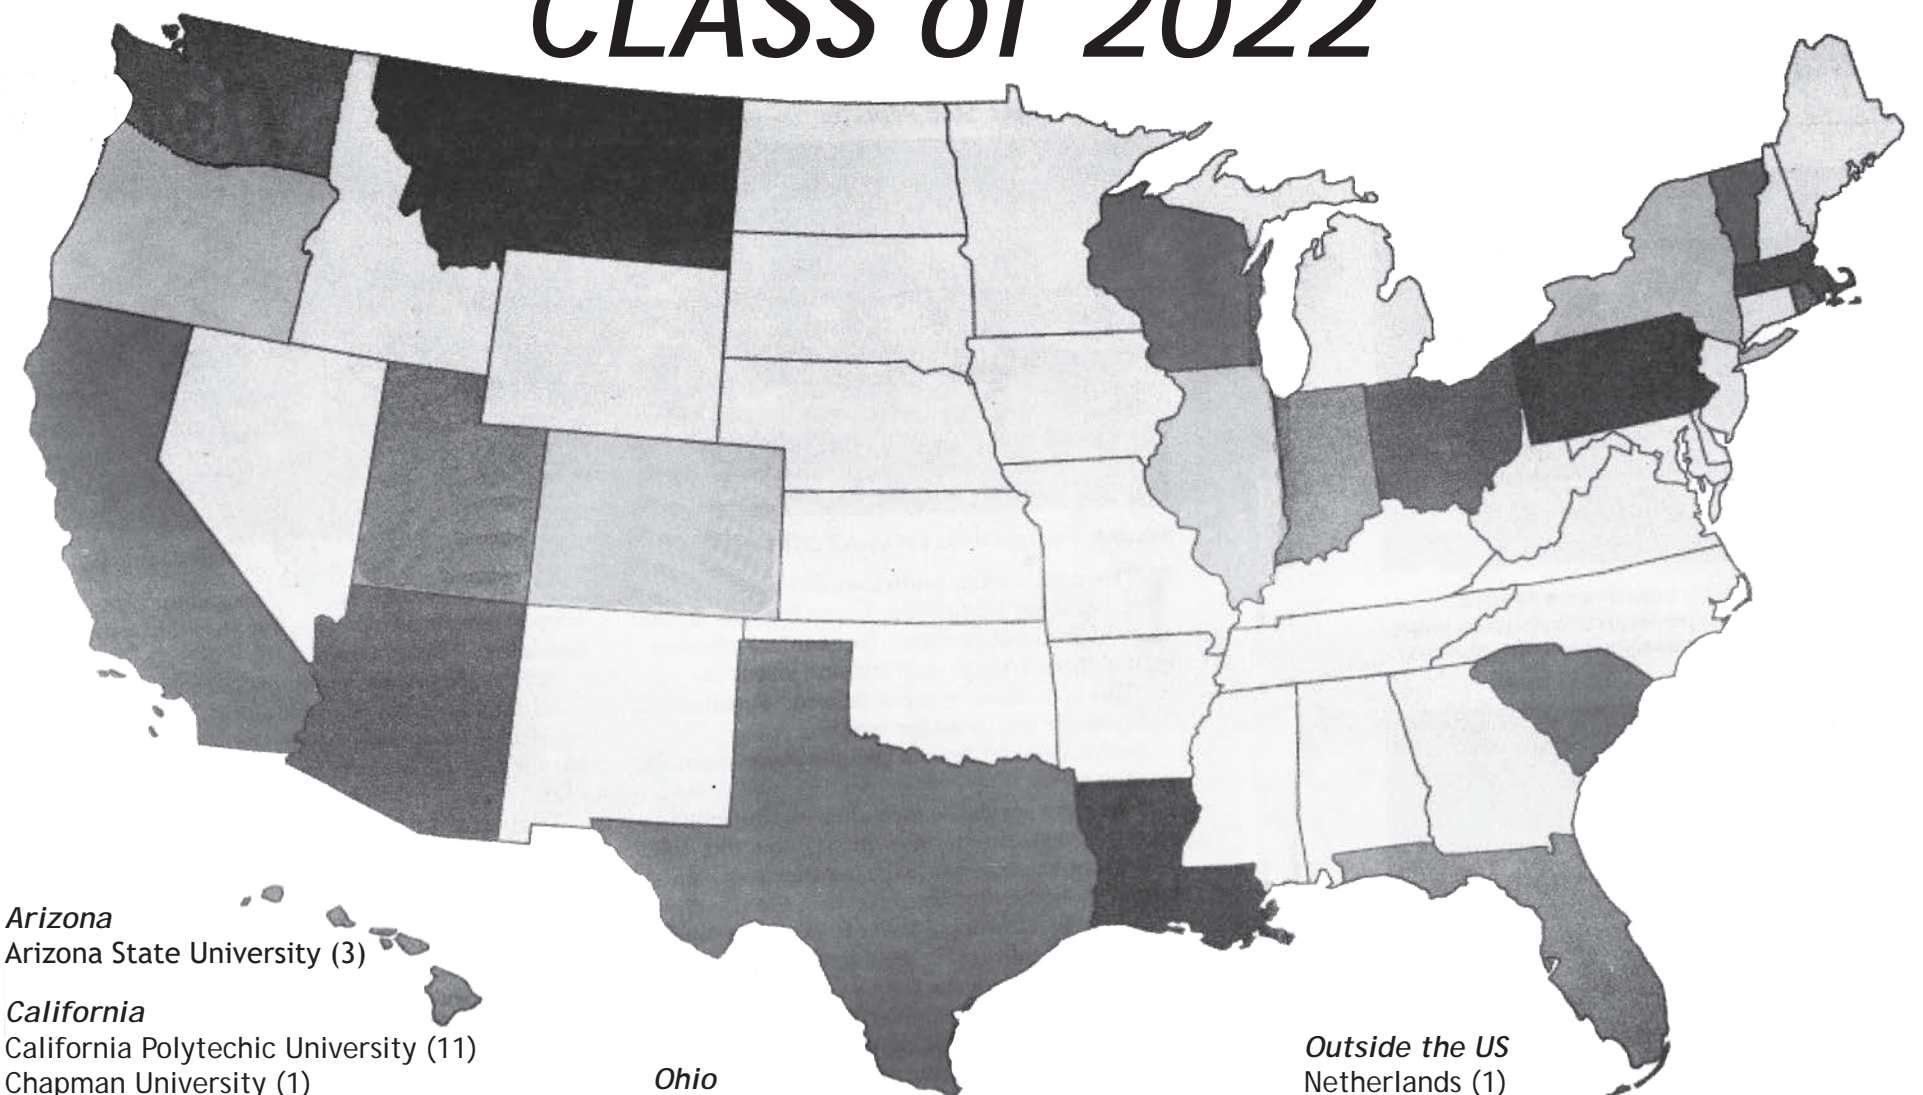 CLASS of 2022
Arizona
Arizona State University (3)
California
California Polytechic University (11)
Chapman University (1)
Ohio
Outside the US
Netherlands (1)